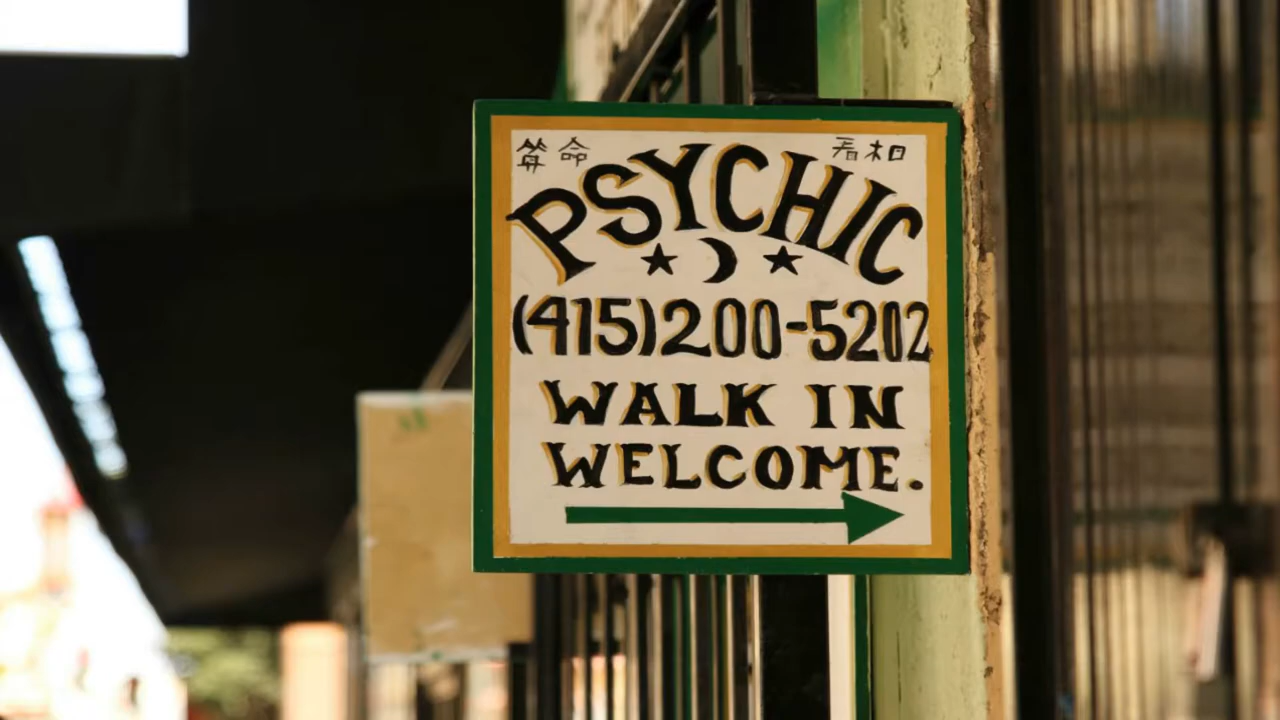 算命 看相
PSYCHIC
(415)200-5202
WALK IN
WELCOME.